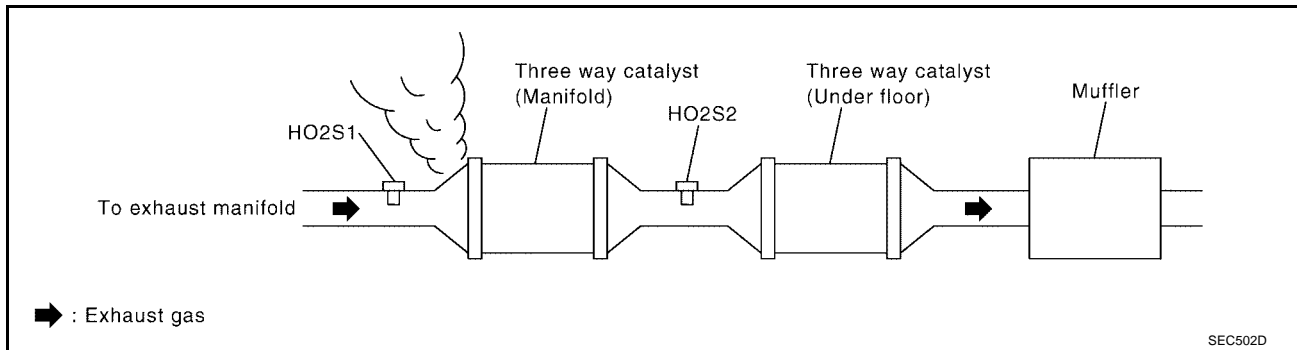 Three way catalyst
(Manifold)
Three way catalyst
(Under floor)
Muffler
HO2S1
HO2S2
To exhaust manifold
: Exhaust gas
SEC502D